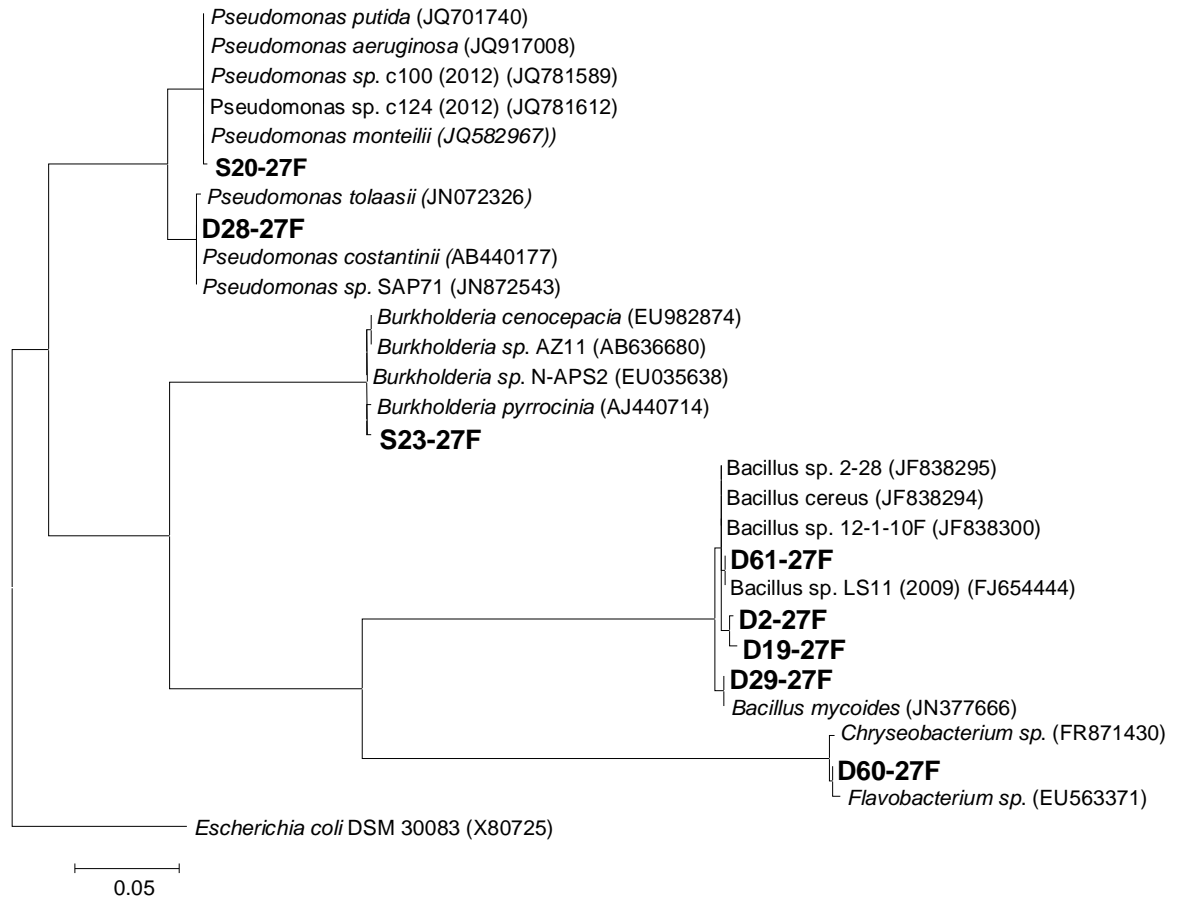 Pseudomonas putida (JQ701740)
Pseudomonas aeruginosa (JQ917008)
Pseudomonas sp. c100 (2012) (JQ781589)
Pseudomonas sp. c124 (2012) (JQ781612)
Pseudomonas monteilii (JQ582967))
S20-27F
Pseudomonas tolaasii (JN072326)
D28-27F
Pseudomonas costantinii (AB440177)
Pseudomonas sp. SAP71 (JN872543)
Burkholderia cenocepacia (EU982874)
Burkholderia sp. AZ11 (AB636680)
Burkholderia sp. N-APS2 (EU035638)
Burkholderia pyrrocinia (AJ440714)
S23-27F
Bacillus sp. 2-28 (JF838295)
Bacillus cereus (JF838294)
Bacillus sp. 12-1-10F (JF838300)
D61-27F
Bacillus sp. LS11 (2009) (FJ654444)
D2-27F
D19-27F
D29-27F
Bacillus mycoides (JN377666)
Chryseobacterium sp. (FR871430)
D60-27F
Flavobacterium sp. (EU563371)
Escherichia coli DSM 30083 (X80725)
0.05